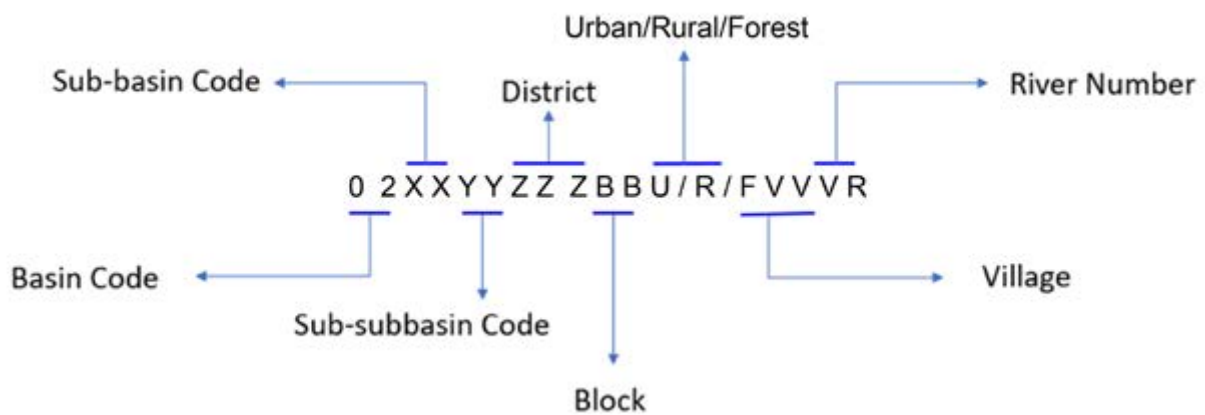 Urban/Rural/Forest
Sub-basin Code
District
River Number
0 2 X X Y Y Z Z Z B B U / R / F V V V R
Basin Code
Village
Sub-subbasin Code
Block